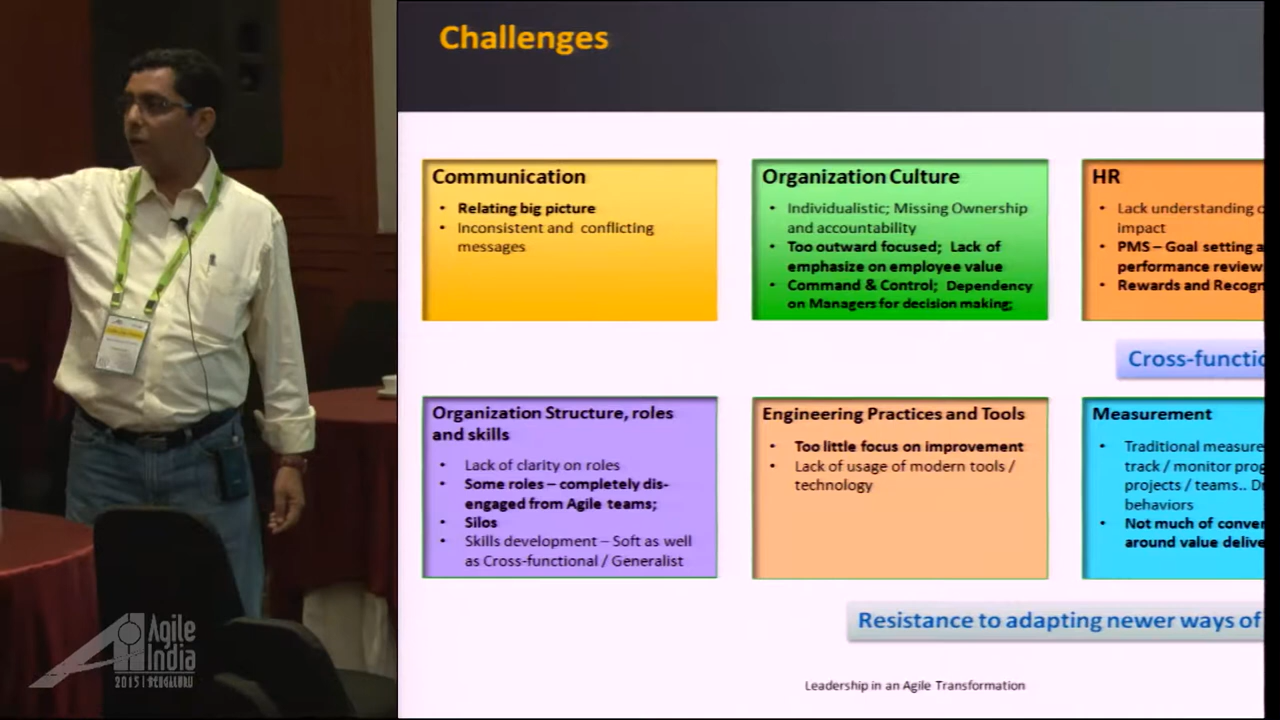 Challenges
Communication
• Relating big picture
• Inconsistent and conflicting
messages
Organization Culture
• Individualistic; Missing Ownership
and accountability
• Too outward focused; Lack of
emphasize on employee value
• Command & Control; Dependency
on Managers for decision making;
HR
• Lack understanding
impact
• PMS – Goal setting
performance review
• Rewards and
Organization Structure, roles
and skills
• Lack of clarity on roles
• Some roles – completely dis-
engaged from Agile teams;
• Silos
• Skills development – Soft as well
as Cross-functional / Generalist
Engineering Practices and Tools
• Too little focus on improvement
• Lack of usage of modern tools /
technology
Measurement
• Traditional
track / monitor
projects / teams..
behaviors
• Not much of
around value
Resistance to adapting newer ways of
Leadership in an Agile Transformation
Agile
India
2015 | BENGALURU